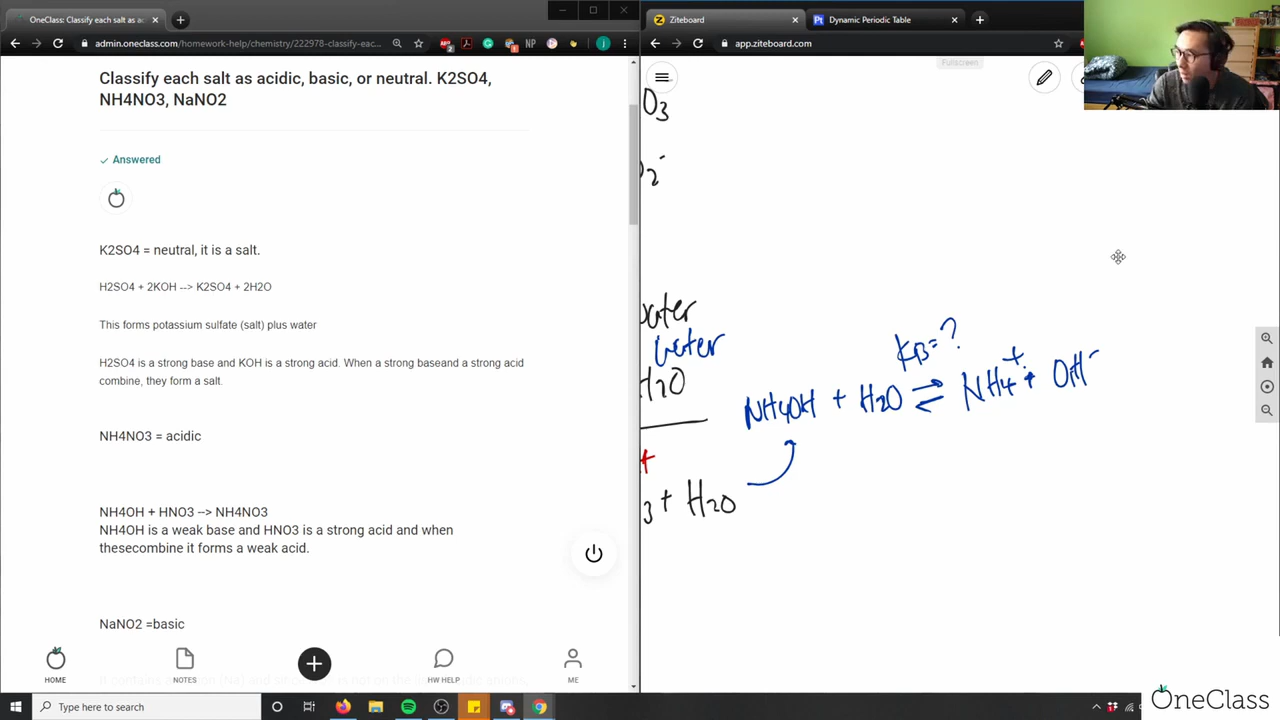 OneClass: Classify each salt as ac
admin.oneclass.com/homework-help/chemistry/222978-classify-eac...
Classify each salt as acidic, basic, or neutral. K2SO4,
NH4NO3, NaNO2
Answered
K2SO4 = neutral, it is a salt.
H2SO4 + 2KOH --> K2SO4 + 2H2O
This forms potassium sulfate (salt) plus water
H2SO4 is a strong base and KOH is a strong acid. When a strong baseand a strong acid
combine, they form a salt.
NH4NO3 = acidic
NH4OH + HNO3 --> NH4NO3
NH4OH is a weak base and HNO3 is a strong acid and when
thesecombine it forms a weak acid.
NaNO2 =basic
HOME
NOTES
HW HELP
ME
Type here to search
Ziteboard
Dynamic Periodic Table
app.ziteboard.com
Fullscreen
O3
O2-
water
water
H2O
KB=?
NH4OH + H2O ⇌ NH4+ + OH-
+
3 + H2O
OneClass